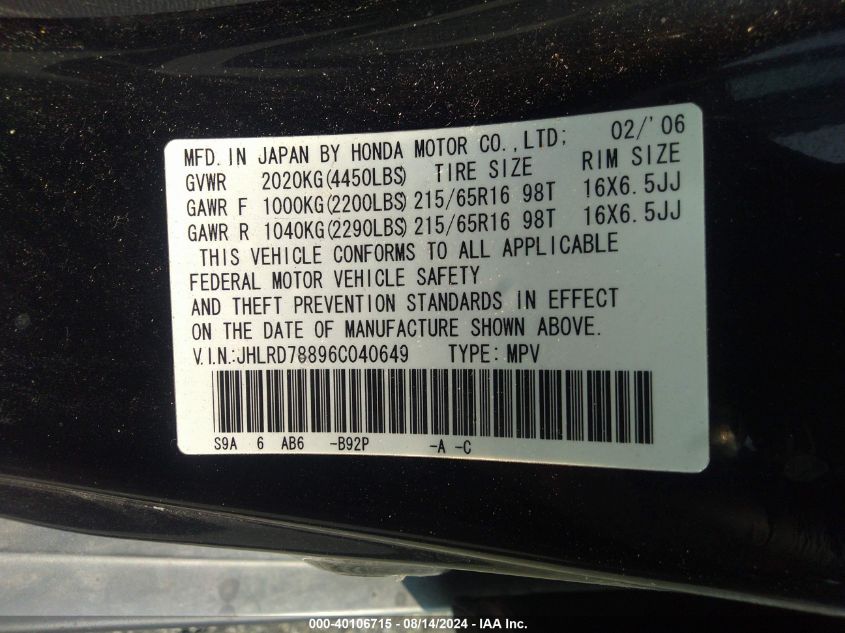 MFD. IN JAPAN BY HONDA MOTOR CO.,LTD; 02/'06
GVWR 2020KG(4450LBS) TIRE SIZE RIM SIZE
GAWR F 1000KG(2200LBS) 215/65R16 98T 16X6.5JJ
GAWR R 1040KG(2290LBS) 215/65R16 98T 16X6.5JJ
THIS VEHICLE CONFORMS TO ALL APPLICABLE
FEDERAL MOTOR VEHICLE SAFETY
AND THEFT PREVENTION STANDARDS IN EFFECT
ON THE DATE OF MANUFACTURE SHOWN ABOVE.
V.I.N.:JHLRD78896C040649 TYPE: MPV
S9A 6 AB6 -B92P -A -C
000-40106715 - 08/14/2024 - IAA Inc.